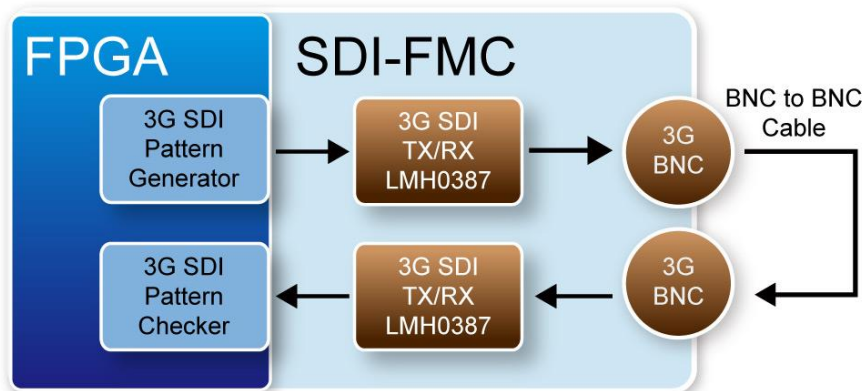 FPGA
SDI-FMC
3G SDI
Pattern
Generator
3G SDI
TX/RX
LMH0387
3G
BNC
BNC to BNC
Cable
3G SDI
Pattern
Checker
3G SDI
TX/RX
LMH0387
3G
BNC